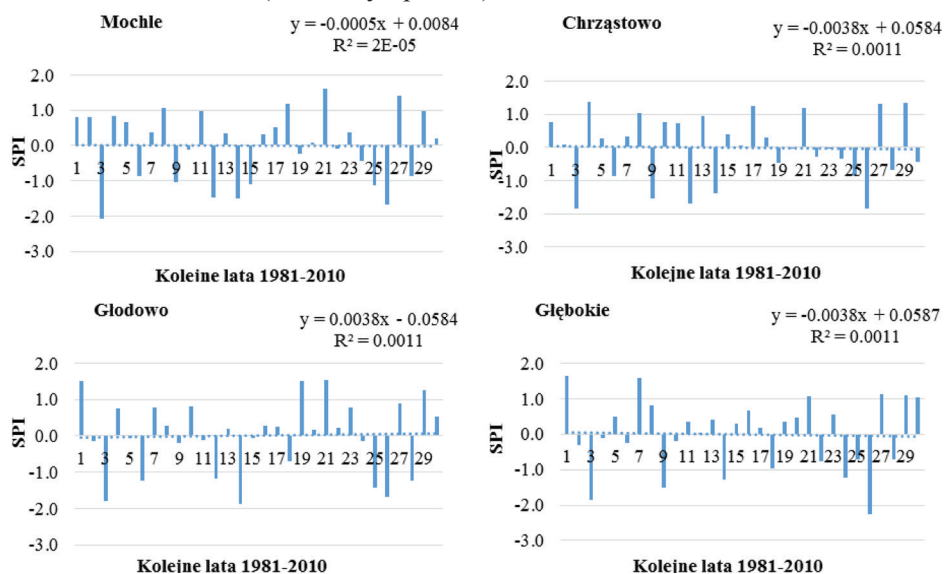 Mochle
y = -0.0005x + 0.0084
R² = 2E-05
2.0
1.0
0.0
-1.0
-2.0
-3.0
SPI
1 3 5 7 9 11 13 15 17 19 21 23 25 27 29
Kolejne lata 1981-2010
Chrząstowo
y = -0.0038x + 0.0584
R² = 0.0011
2.0
1.0
0.0
-1.0
-2.0
-3.0
SPI
1 3 5 7 9 11 13 15 17 19 21 23 25 27 29
Kolejne lata 1981-2010
Głodowo
y = 0.0038x - 0.0584
R² = 0.0011
2.0
1.0
0.0
-1.0
-2.0
-3.0
SPI
1 3 5 7 9 11 13 15 17 19 21 23 25 27 29
Kolejne lata 1981-2010
Głębokie
y = -0.0038x + 0.0587
R² = 0.0011
2.0
1.0
0.0
-1.0
-2.0
-3.0
SPI
1 3 5 7 9 11 13 15 17 19 21 23 25 27 29
Kolejne lata 1981-2010